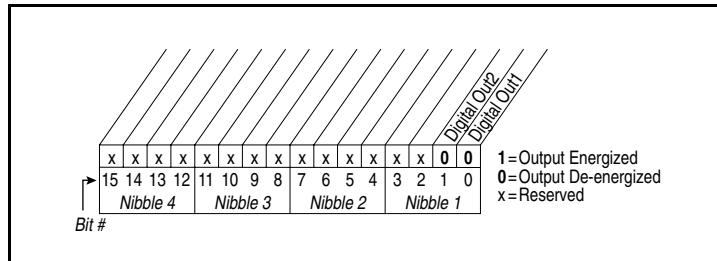 Digital Out2
Digital Out1
x x x x x x x x x x x x x x 0 0
15 14 13 12 11 10 9 8 7 6 5 4 3 2 1 0
Nibble 4 Nibble 3 Nibble 2 Nibble 1
Bit #
1=Output Energized
0=Output De-energized
x=Reserved